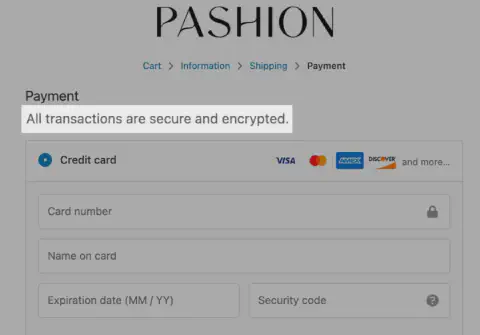 PASHION
Cart > Information > Shipping > Payment
Payment
All transactions are secure and encrypted.
Credit card VISA AMEX DISCOVER and more...
Card number
Name on card
Expiration date (MM / YY) Security code ?